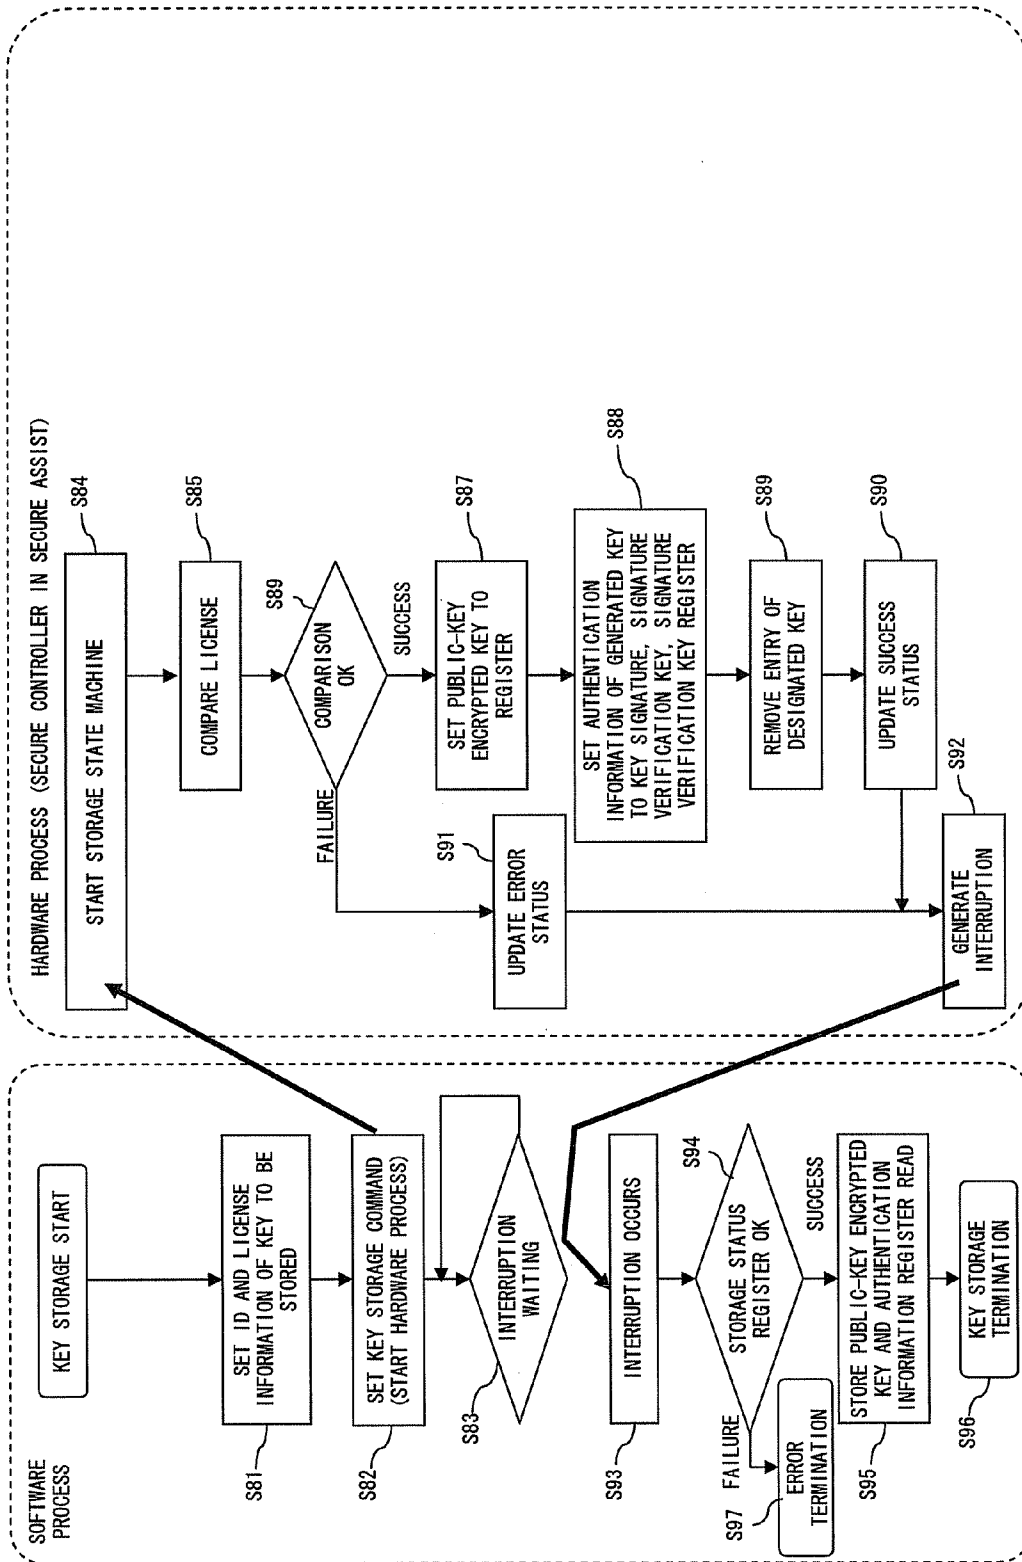 SOFTWARE
PROCESS
KEY STORAGE START
S81
SET ID AND LICENSE
INFORMATION OF KEY TO BE
STORED
S82
SET KEY STORAGE COMMAND
(START HARDWARE PROCESS)
S83
INTERRUPTION
WAITING
S93
INTERRUPTION OCCURS
S94
STORAGE STATUS
REGISTER OK
FAILURE
SUCCESS
S97
ERROR
TERMINATION
S95
STORE PUBLIC-KEY ENCRYPTED
KEY AND AUTHENTICATION
INFORMATION REGISTER READ
S96
KEY STORAGE
TERMINATION
HARDWARE PROCESS (SECURE CONTROLLER IN SECURE ASSIST)
S84
START STORAGE STATE MACHINE
S85
COMPARE LICENSE
S89
COMPARISON
OK
FAILURE
SUCCESS
S87
SET PUBLIC-KEY
ENCRYPTED KEY TO
REGISTER
S91
UPDATE ERROR
STATUS
S88
SET AUTHENTICATION
INFORMATION OF GENERATED KEY
TO KEY SIGNATURE, SIGNATURE
VERIFICATION KEY, SIGNATURE
VERIFICATION KEY REGISTER
S89
REMOVE ENTRY OF
DESIGNATED KEY
S90
UPDATE SUCCESS
STATUS
S92
GENERATE
INTERRUPTION